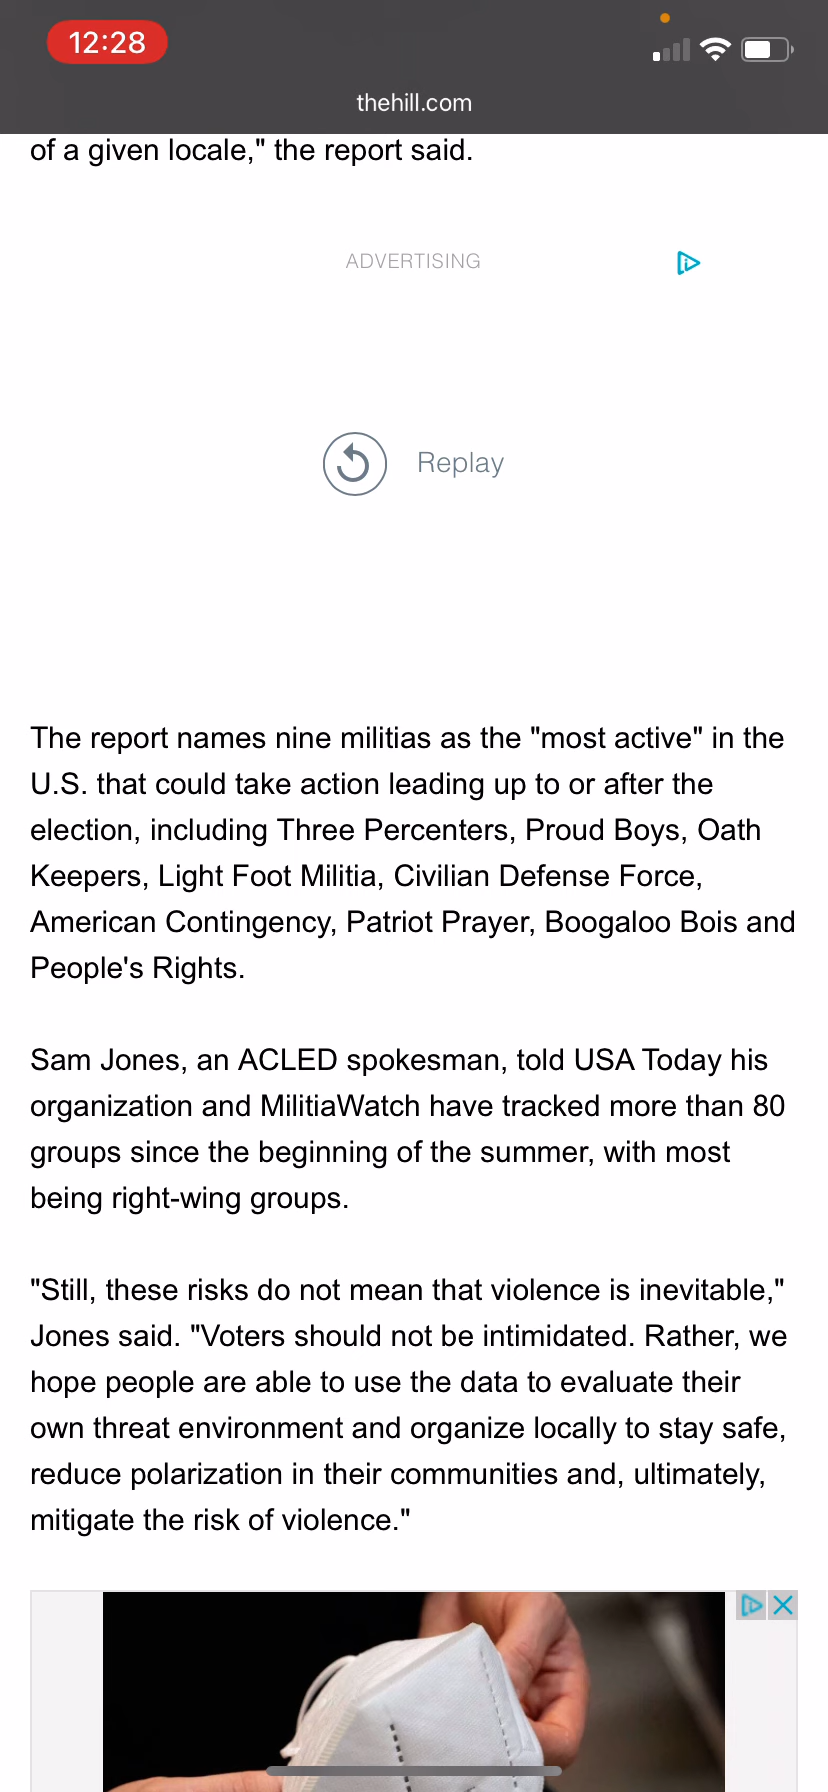 12:28
thehill.com
of a given locale," the report said.
ADVERTISING
Replay
The report names nine militias as the "most active" in the
U.S. that could take action leading up to or after the
election, including Three Percenters, Proud Boys, Oath
Keepers, Light Foot Militia, Civilian Defense Force,
American Contingency, Patriot Prayer, Boogaloo Bois and
People's Rights.
Sam Jones, an ACLED spokesman, told USA Today his
organization and MilitiaWatch have tracked more than 80
groups since the beginning of the summer, with most
being right-wing groups.
"Still, these risks do not mean that violence is inevitable,"
Jones said. "Voters should not be intimidated. Rather, we
hope people are able to use the data to evaluate their
own threat environment and organize locally to stay safe,
reduce polarization in their communities and, ultimately,
mitigate the risk of violence."